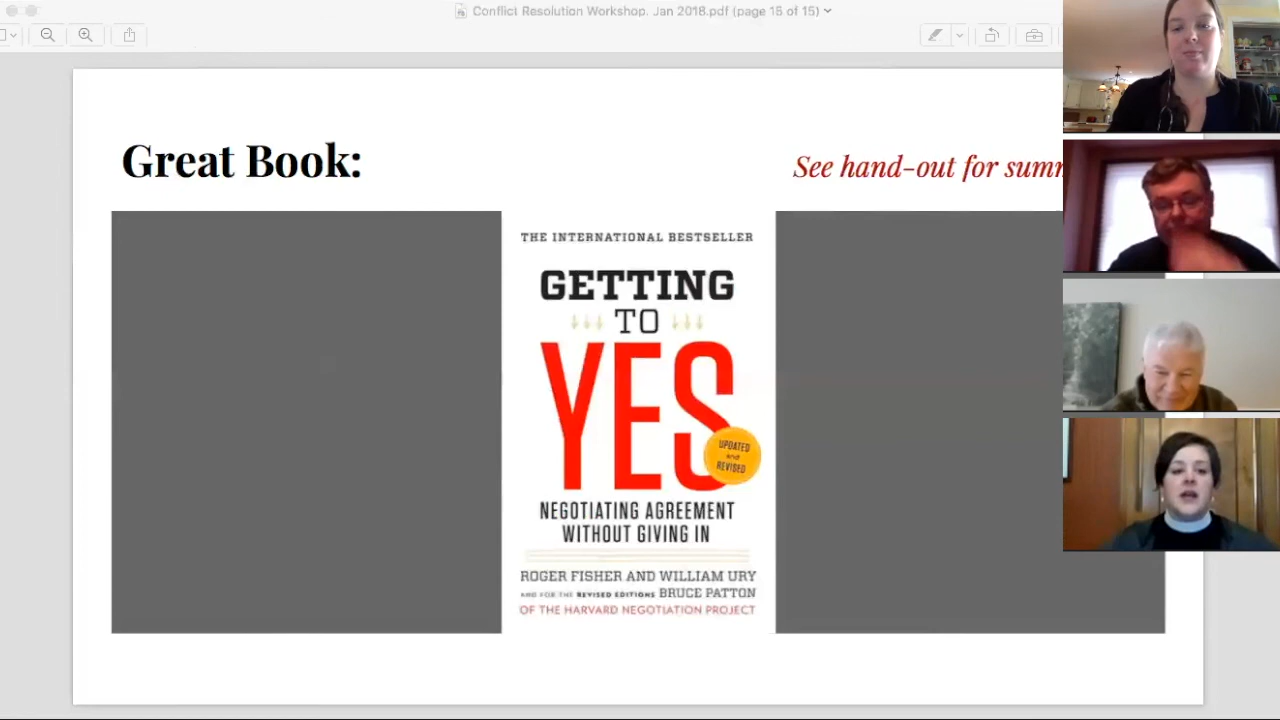 Conflict Resolution Workshop. Jan 2018.pdf (page 15 of 15)
Great Book:
See hand-out for
THE INTERNATIONAL BESTSELLER
GETTING
TO
YES
UPDATED
and
REVISED
NEGOTIATING AGREEMENT
WITHOUT GIVING IN
ROGER FISHER AND WILLIAM URY
AND FOR THE REVISED EDITIONS BRUCE PATTON
OF THE HARVARD NEGOTIATION PROJECT